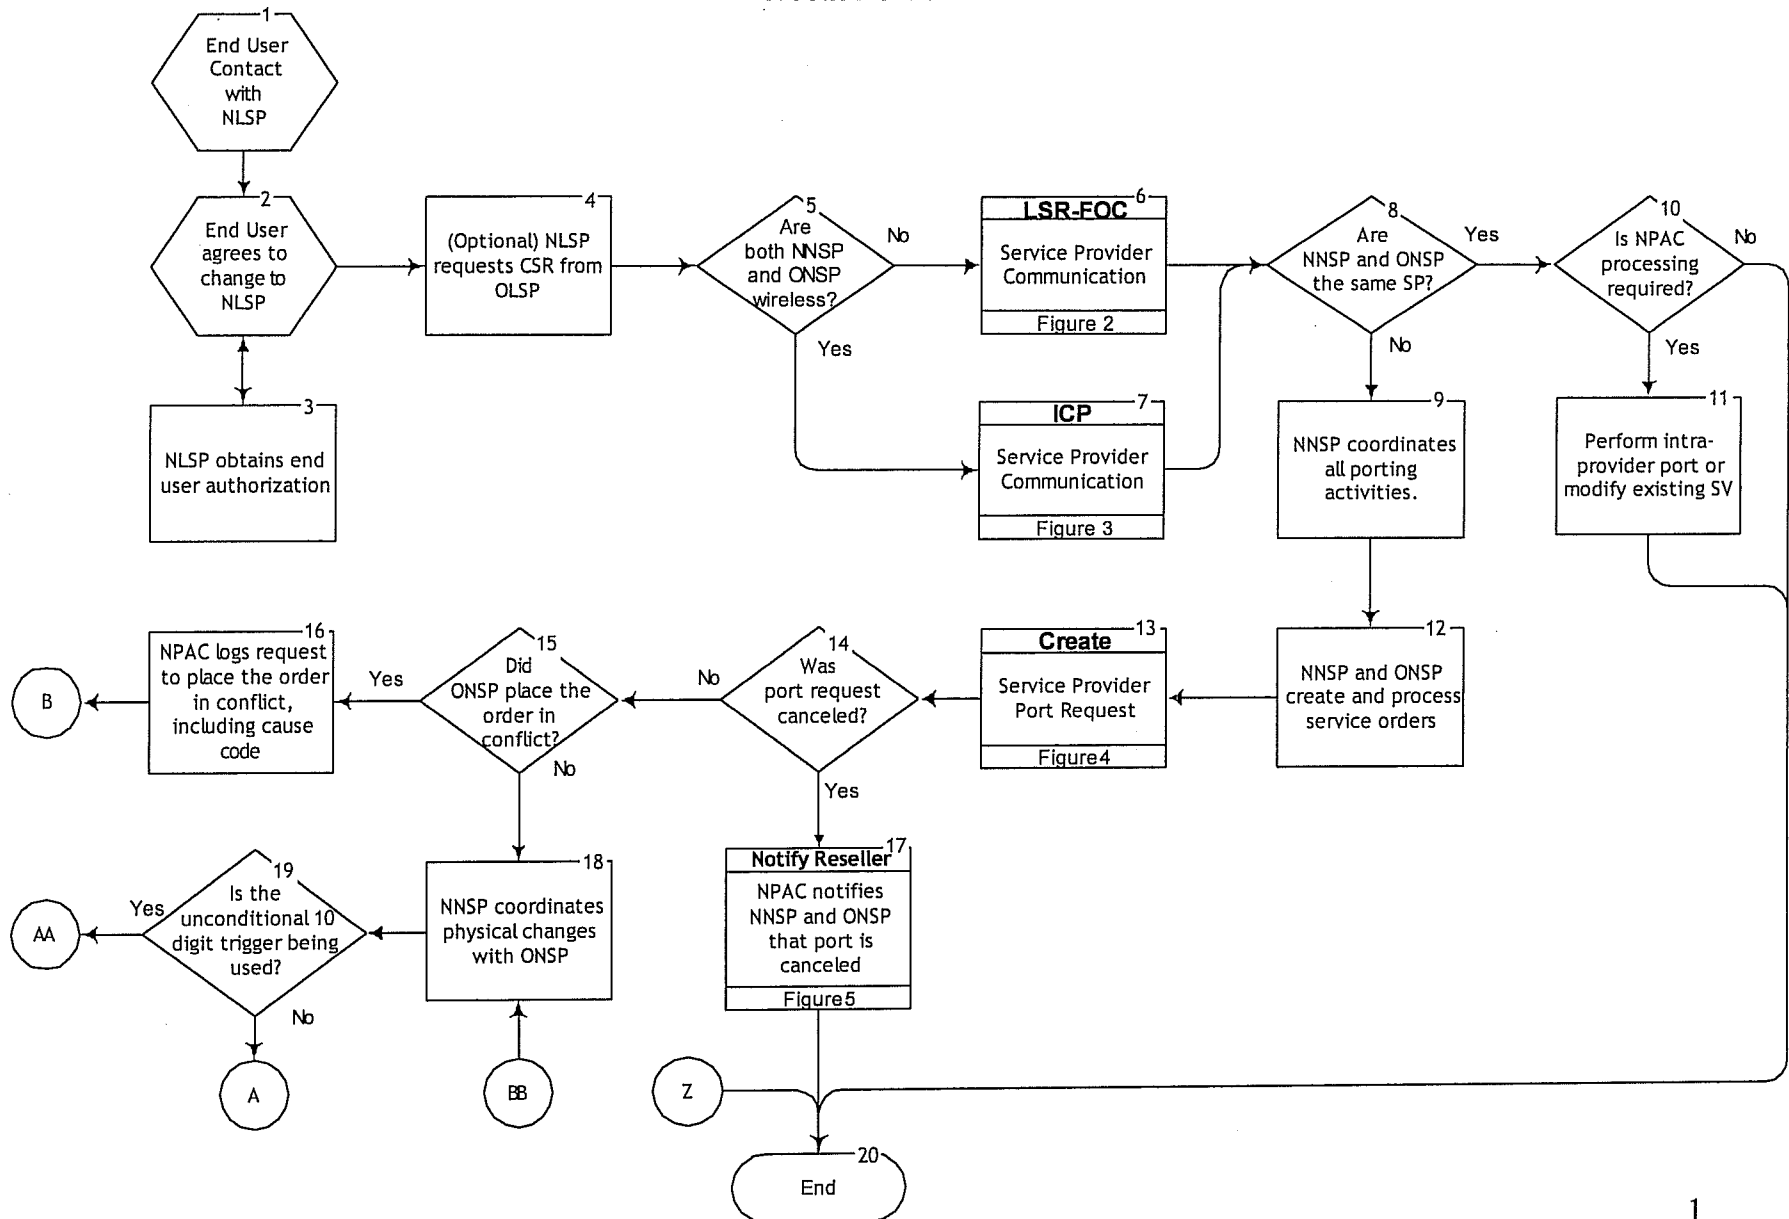 1
End User
Contact
with
NLSP
2
End User
agrees to
change to
NLSP
3
NLSP obtains end
user authorization
4
(Optional) NLSP
requests CSR from
OLSP
5
Are
both NNSP
and ONSP
wireless?
No
Yes
6
LSR-FOC
Service Provider
Communication
Figure 2
7
ICP
Service Provider
Communication
Figure 3
8
Are
NNSP and ONSP
the same SP?
Yes
No
9
NNSP coordinates
all porting
activities.
10
Is NPAC
processing
required?
No
Yes
11
Perform intra-
provider port or
modify existing SV
12
NNSP and ONSP
create and process
service orders
13
Create
Service Provider
Port Request
Figure4
14
Was
port request
canceled?
No
Yes
15
Did
ONSP place the
order in
conflict?
Yes
No
16
NPAC logs request
to place the order
in conflict,
including cause
code
B
17
Notify Reseller
NPAC notifies
NNSP and ONSP
that port is
canceled
Figure5
18
NNSP coordinates
physical changes
with ONSP
19
Is the
unconditional 10
digit trigger being
used?
Yes
No
AA
A
BB
Z
20
End
1